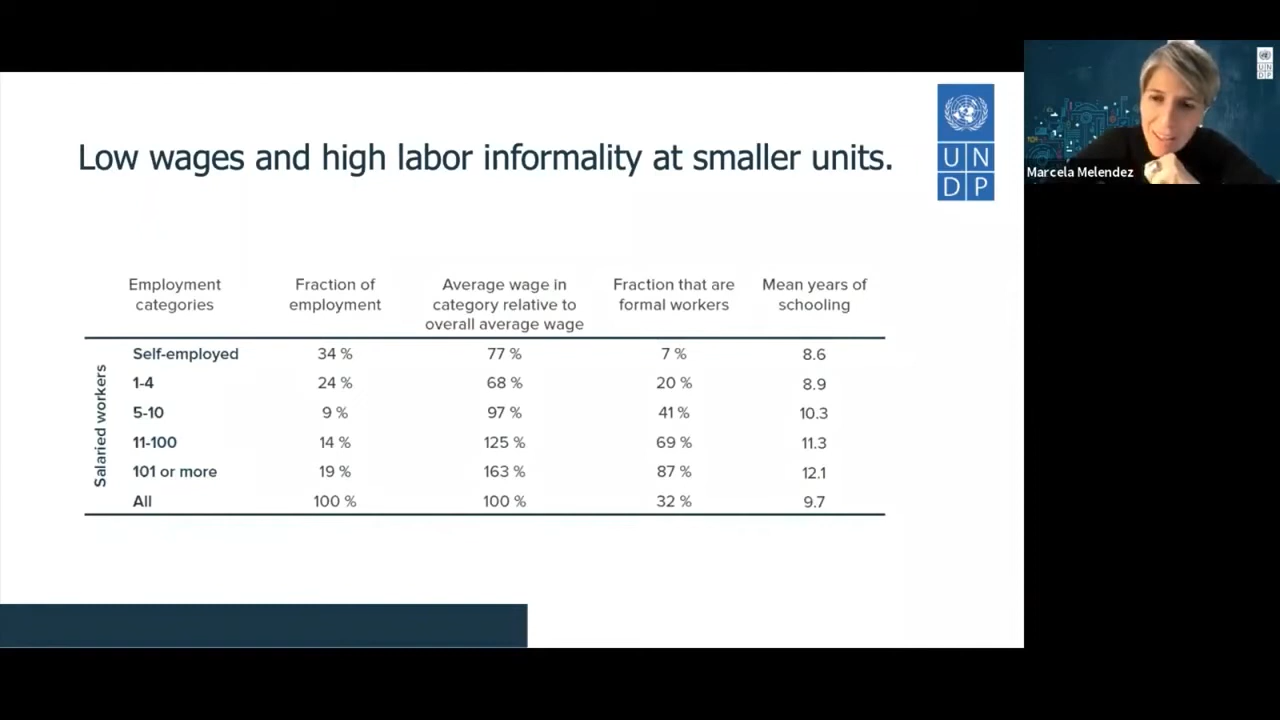 Low wages and high labor informality at smaller units.
U N
D P
Marcela Melendez
U N
D P
Employment categories
Fraction of employment
Average wage in category relative to overall average wage
Fraction that are formal workers
Mean years of schooling
Salaried workers
Self-employed 34 % 77 % 7 % 8.6
1-4 24 % 68 % 20 % 8.9
5-10 9 % 97 % 41 % 10.3
11-100 14 % 125 % 69 % 11.3
101 or more 19 % 163 % 87 % 12.1
All 100 % 100 % 32 % 9.7